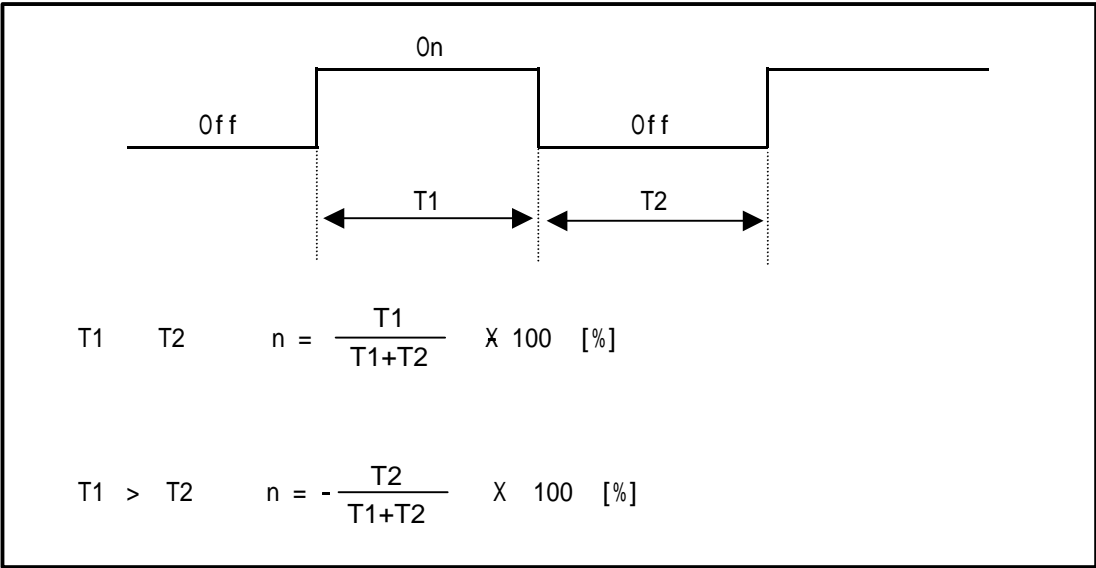 On
Off Off
T1 T2
T1 T2 n = T1 / T1+T2 X 100 [%]
T1 > T2 n = - T2 / T1+T2 X 100 [%]